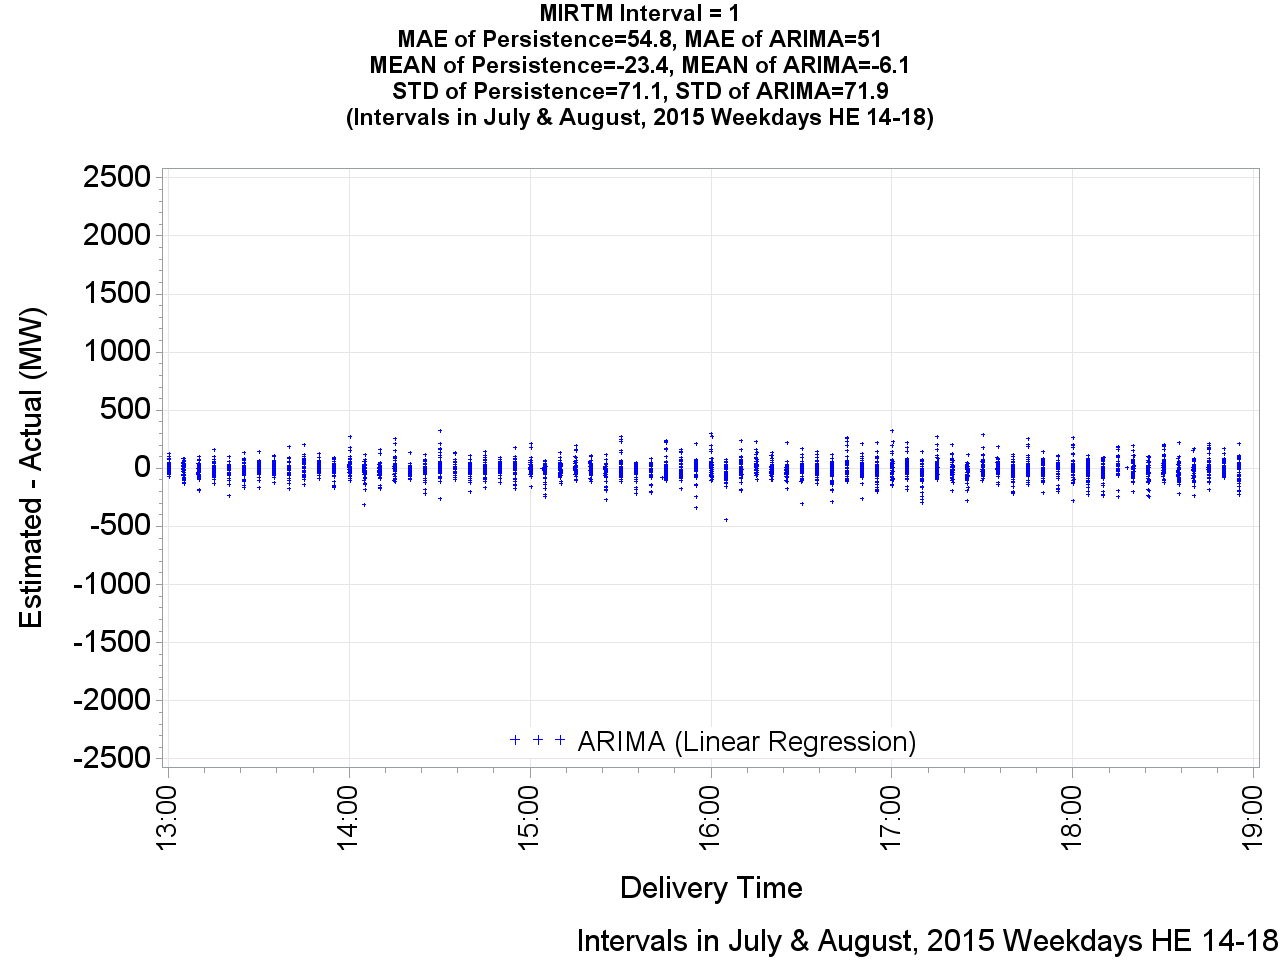 MIRTM Interval = 1
MAE of Persistence=54.8, MAE of ARIMA=51
MEAN of Persistence=-23.4, MEAN of ARIMA=-6.1
STD of Persistence=71.1, STD of ARIMA=71.9
(Intervals in July & August, 2015 Weekdays HE 14-18)
Estimated - Actual (MW)
2500
2000
1500
1000
500
0
-500
-1000
-1500
-2000
-2500
ARIMA (Linear Regression)
13:00
14:00
15:00
16:00
17:00
18:00
19:00
Delivery Time
Intervals in July & August, 2015 Weekdays HE 14-18